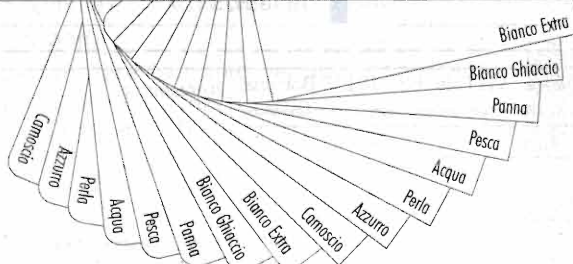 Camoscio
Azzurro
Perla
Acqua
Pesca
Panna
Bianco Ghiaccio
Bianco Extra
Camoscio
Azzurro
Perla
Acqua
Pesca
Panna
Bianco Ghiaccio
Bianco Extra